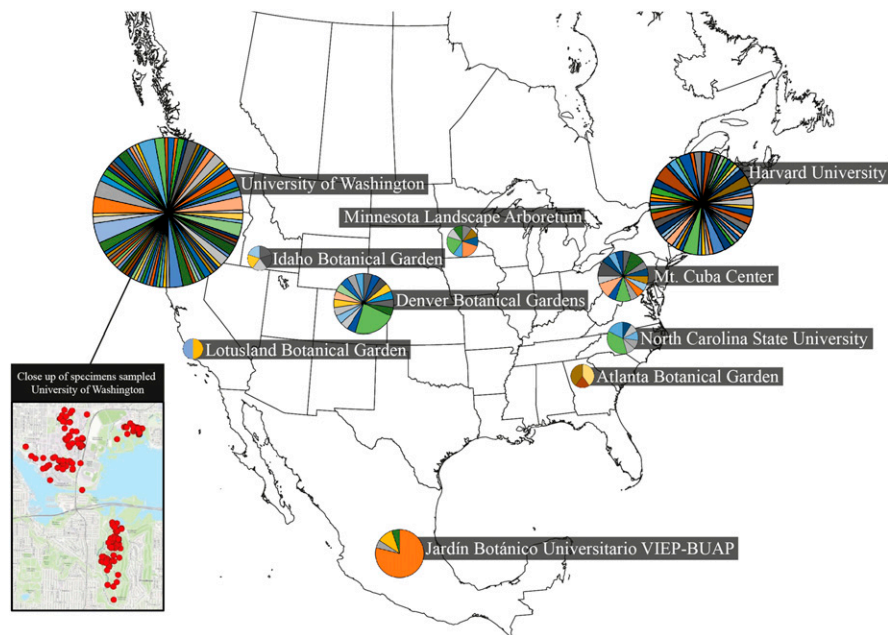 University of Washington
Harvard University
Minnesota Landscape Arboretum
Idaho Botanical Garden
Mt. Cuba Center
Denver Botanical Gardens
North Carolina State University
Lotusland Botanical Garden
Atlanta Botanical Garden
Close up of specimens sampled
University of Washington
Jardín Botánico Universitario VIEP-BUAP